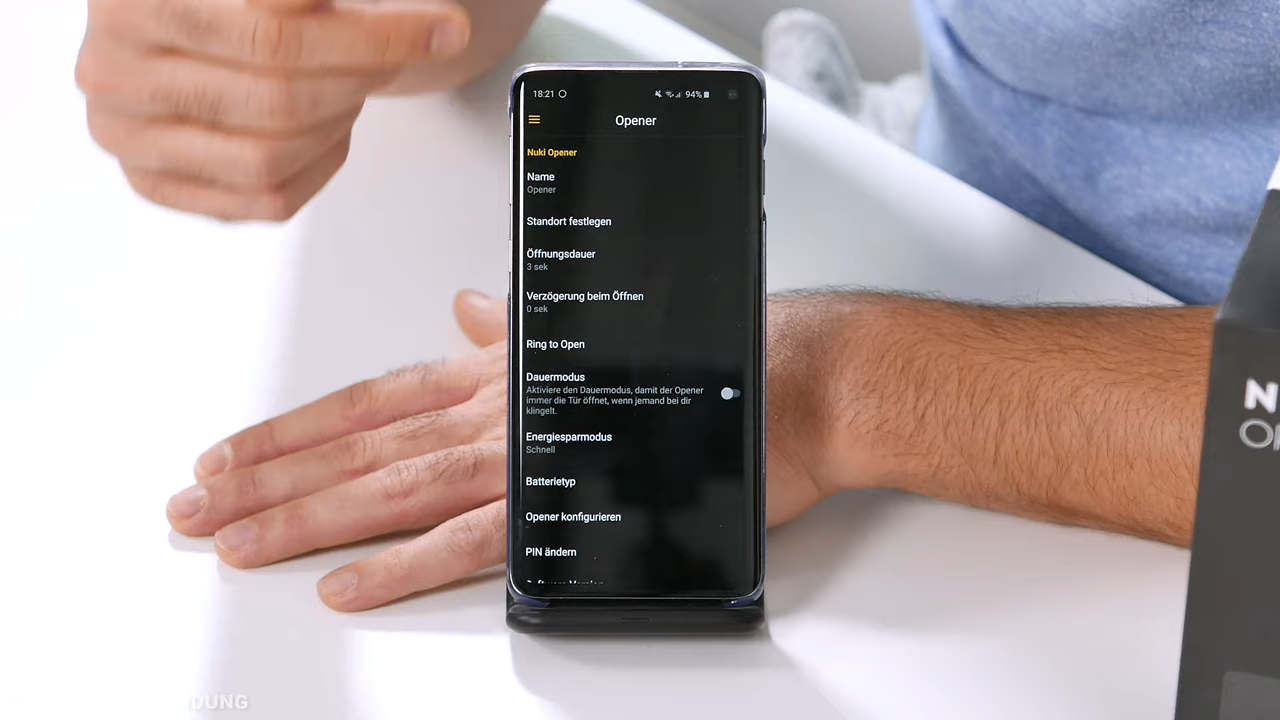 18:21
94%
Opener
Nuki Opener
Name
Opener
Standort festlegen
Öffnungsdauer
3 sek
Verzögerung beim Öffnen
0 sek
Ring to Open
Dauermodus
Aktiviere den Dauermodus, damit der Opener
immer die Tür öffnet, wenn jemand bei dir
klingelt.
Energiesparmodus
Schnell
Batterietyp
Opener konfigurieren
PIN ändern
N
DUNG